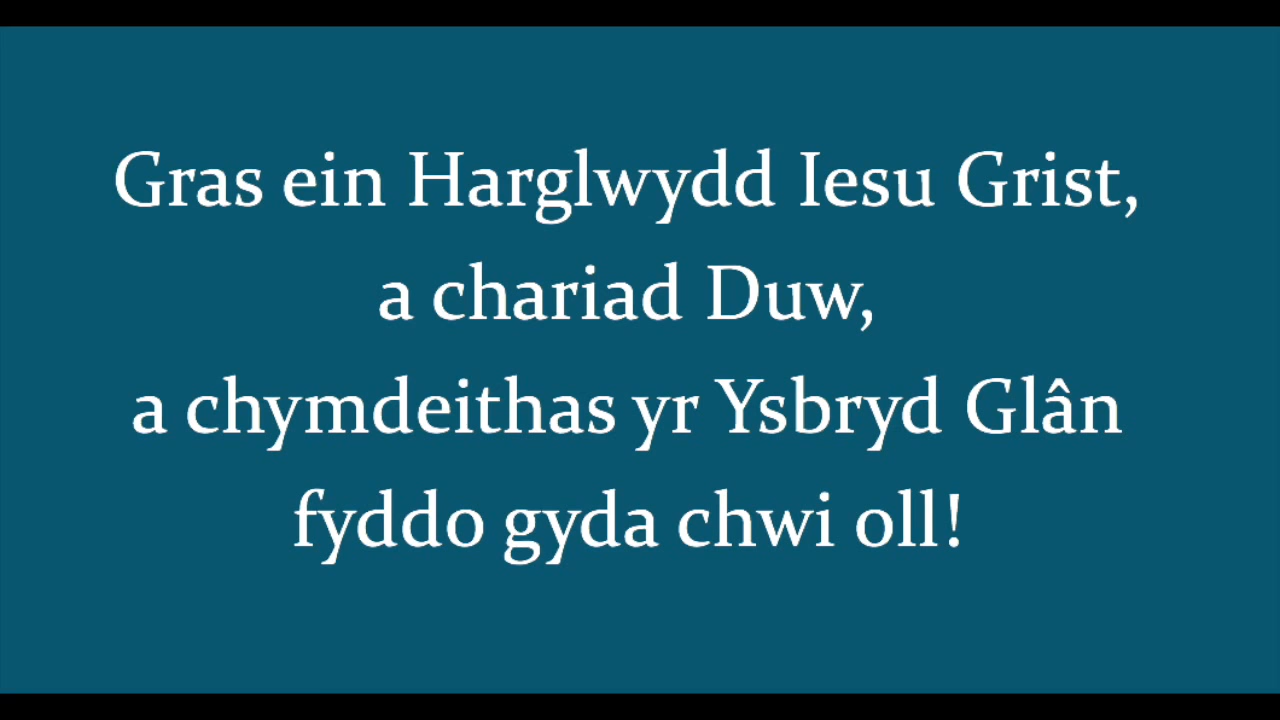 Gras ein Harglwydd Iesu Grist,
a chariad Duw,
a chymdeithas yr Ysbryd Glân
fyddo gyda chwi oll!